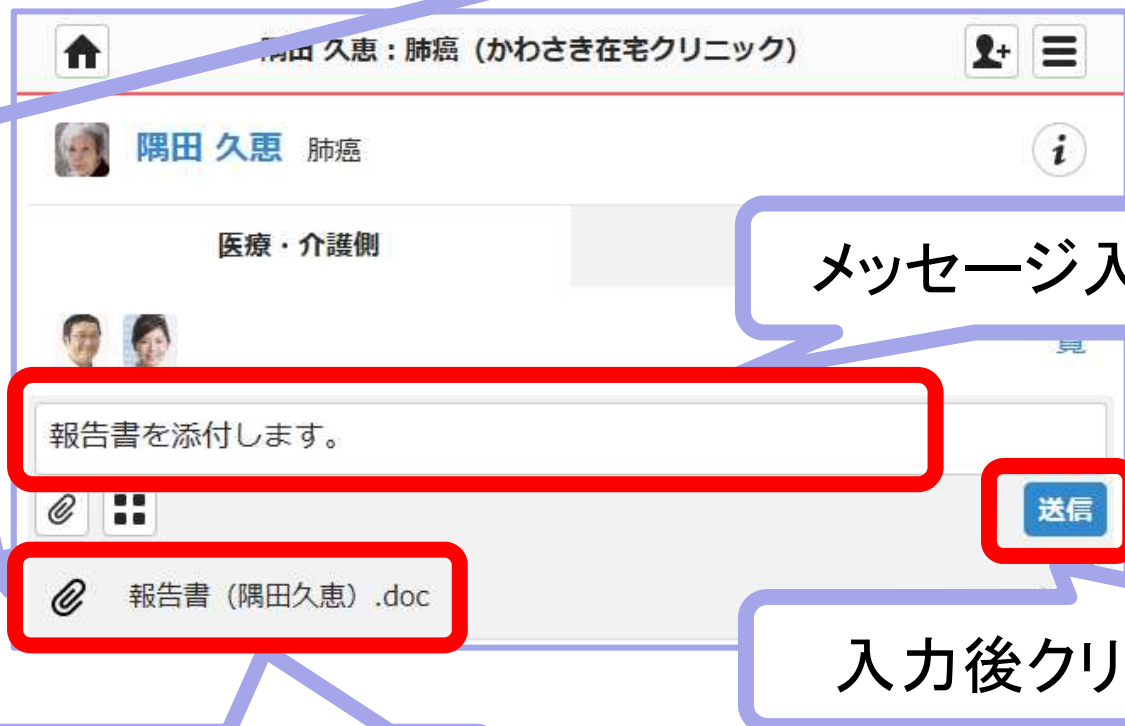 久恵：肺癌（かわさき在宅クリニック）
隅田 久恵 肺癌
医療・介護側
メッセージ入
覧
報告書を添付します。
送信
報告書（隅田久恵）.doc
入力後クリ